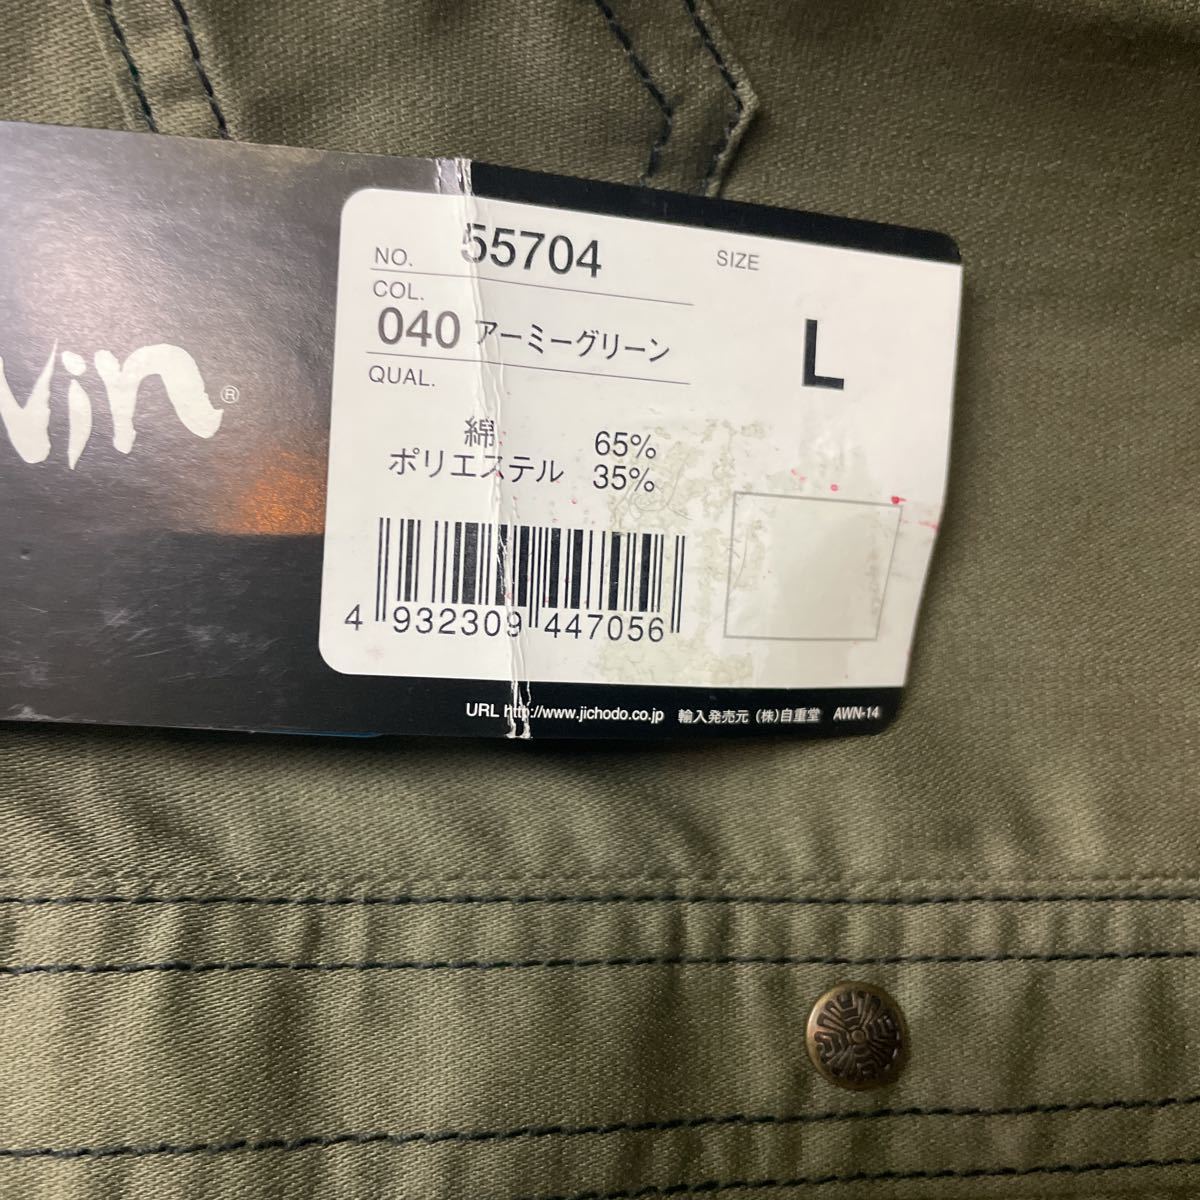 vin®
NO. 55704
SIZE
COL.
040 アーミーグリーン
L
QUAL.
綿 65%
ポリエステル 35%
4 932309 447056
URL http://www.jichodo.co.jp 輸入発売元 (株)自重堂 AWN-14